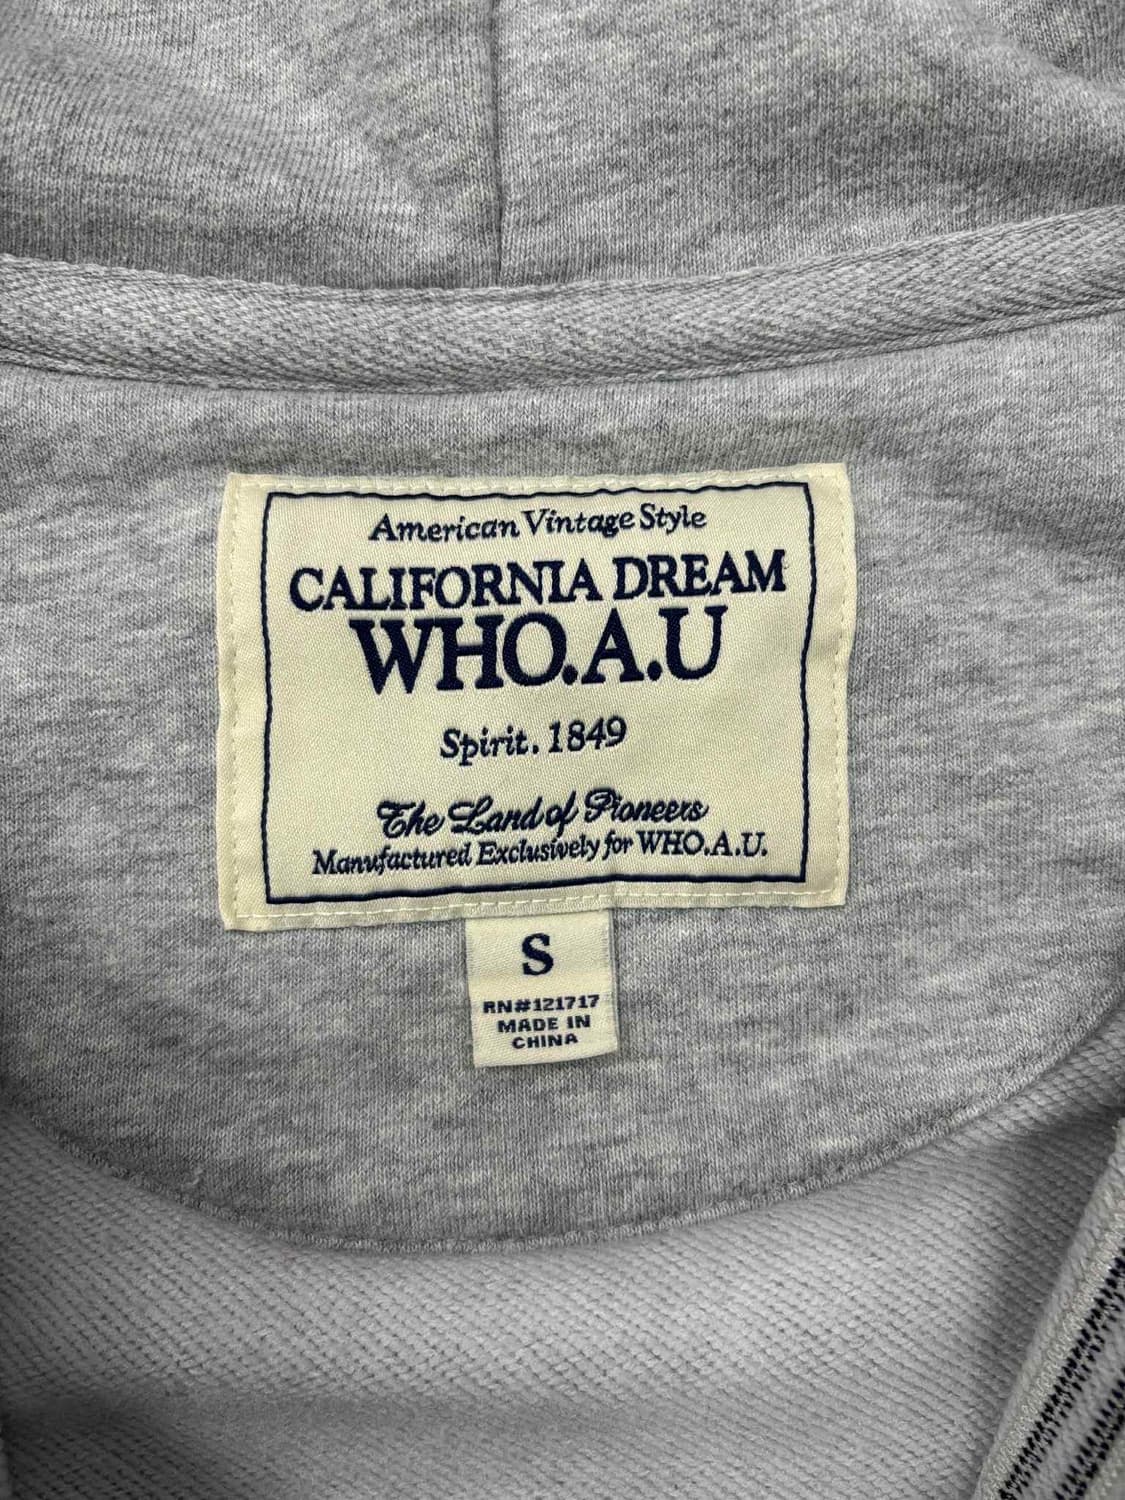 American Vintage Style
CALIFORNIA DREAM
WHO.A.U
Spirit. 1849
The Land of Pioneers
Manufactured Exclusively for WHO.A.U.
S
RN#121717
MADE IN
CHINA